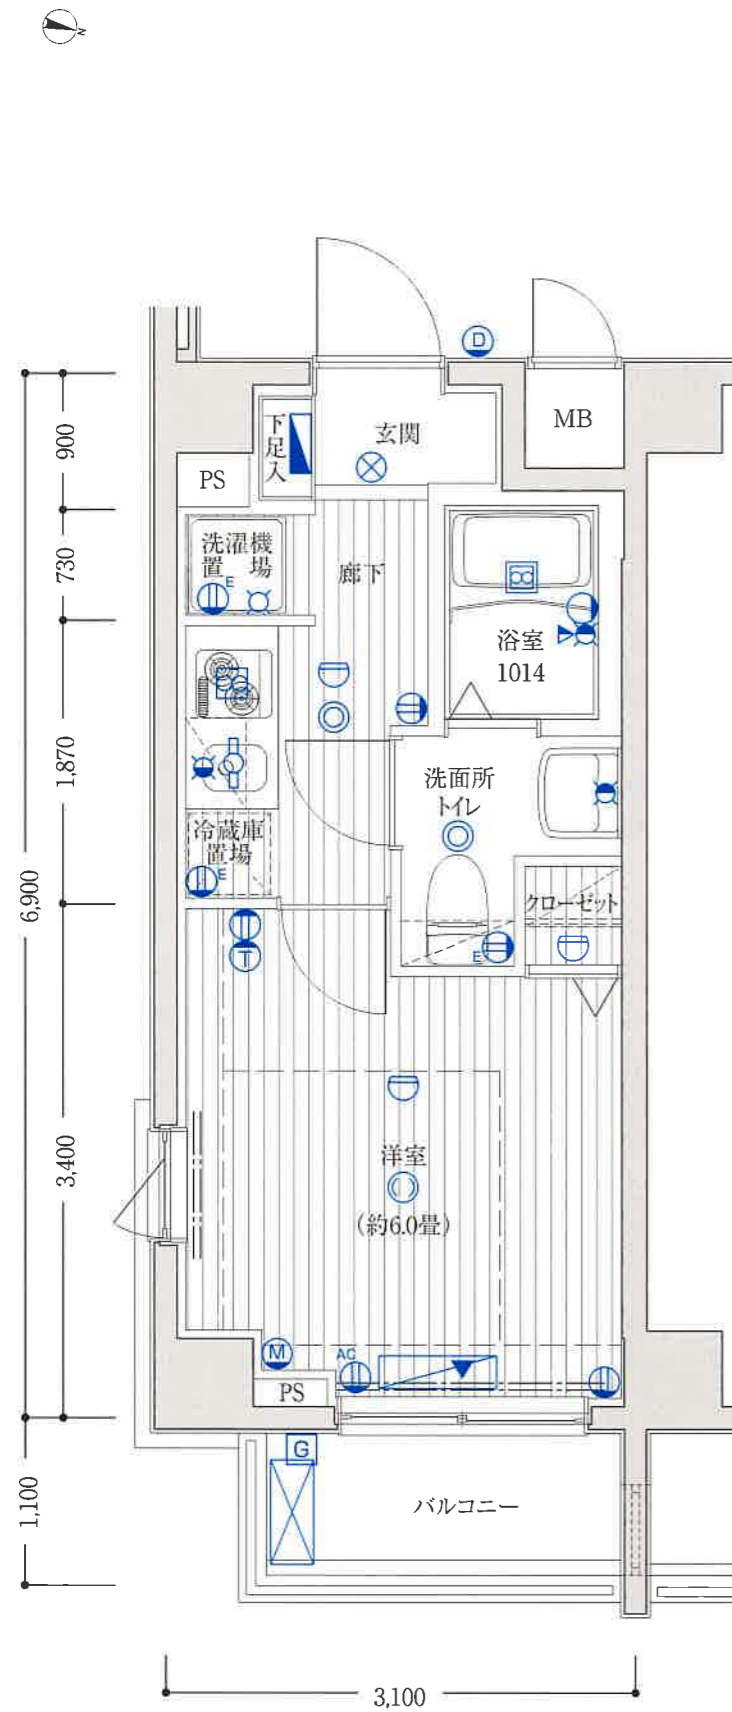 N
D
MB
玄関
下足入
PS
900
洗濯機
置場
E
廊下
730
浴室
1014
1,870
洗面所
トイレ
冷蔵庫
置場
E
クローゼット
6,900
T
E
3,400
洋室
(約6.0畳)
M
AC
PS
G
バルコニー
1,100
3,100